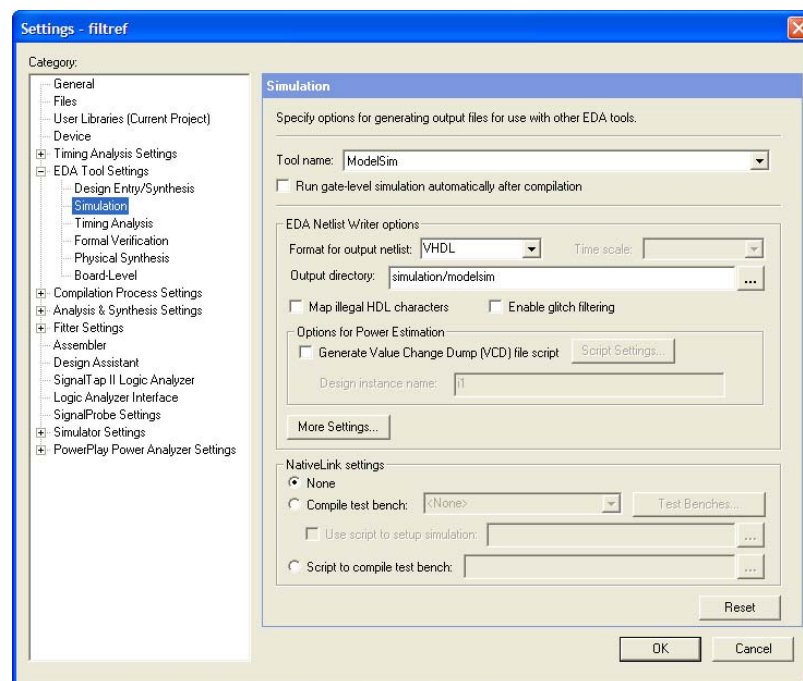 Settings - filtref
Category:
General
Files
User Libraries (Current Project)
Device
Timing Analysis Settings
EDA Tool Settings
Design Entry/Synthesis
Simulation
Timing Analysis
Formal Verification
Physical Synthesis
Board-Level
Compilation Process Settings
Analysis & Synthesis Settings
Fitter Settings
Assembler
Design Assistant
SignalTap II Logic Analyzer
Logic Analyzer Interface
SignalProbe Settings
Simulator Settings
PowerPlay Power Analyzer Settings
Simulation
Specify options for generating output files for use with other EDA tools.
Tool name: ModelSim
Run gate-level simulation automatically after compilation
EDA Netlist Writer options
Format for output netlist: VHDL Time scale:
Output directory: simulation/modelsim ...
Map illegal HDL characters Enable glitch filtering
Options for Power Estimation
Generate Value Change Dump (VCD) file script Script Settings...
Design instance name: i1
More Settings...
NativeLink settings
None
Compile test bench: <None> Test Benches...
Use script to setup simulation: ...
Script to compile test bench: ...
Reset
OK Cancel